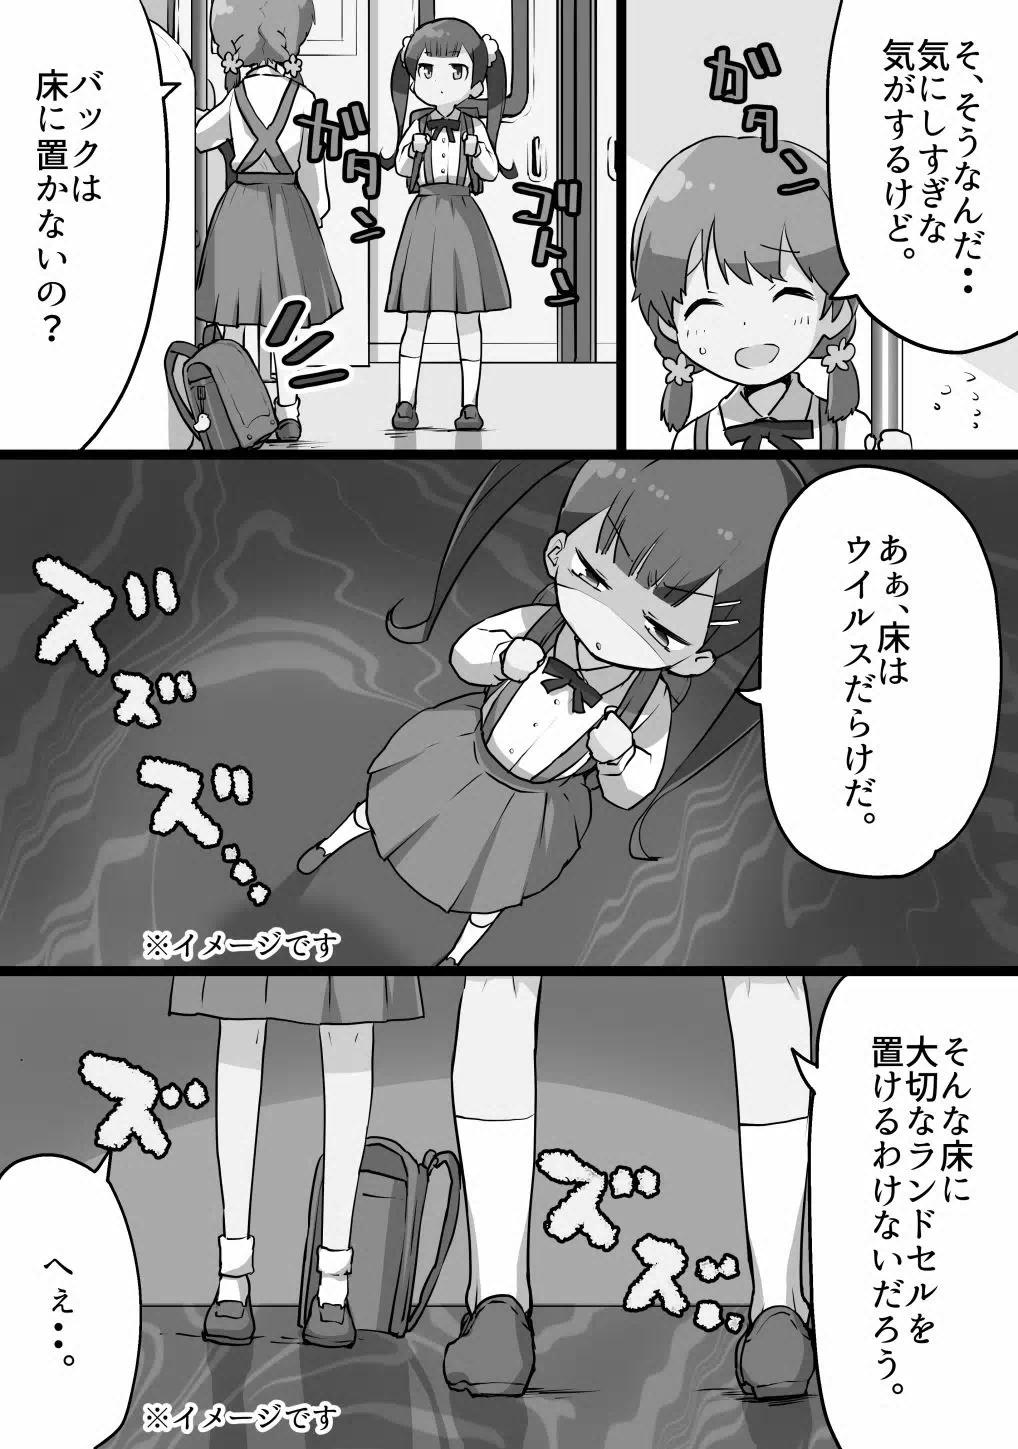 そ、そうなんだ・・
気にしすぎな
気がするけど。
ガタン
ガタン
ゴトン
バックは
床に置かないの？
あぁ、床は
ウイルスだらけだ。
ズズ
ズズ
ズズ・・・
※イメージです
そんな床に
大切なランドセルを
置けるわけないだろう。
ズズ
ズズ・・・
へぇ・・。
※イメージです